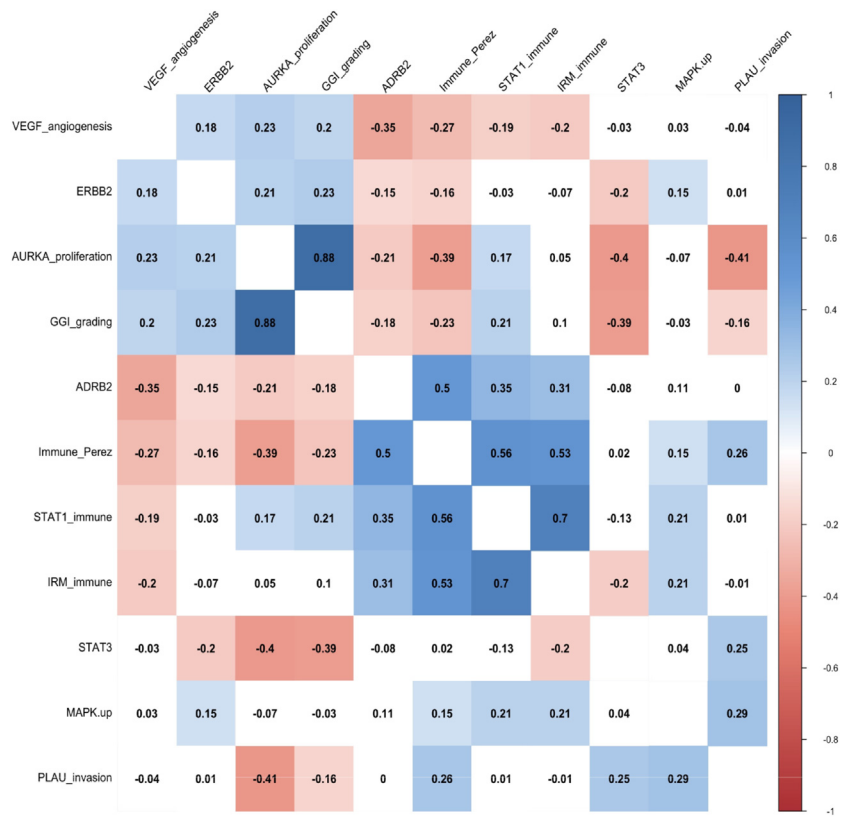 VEGF_angiogenesis ERBB2 AURKA_proliferation GGI_grading ADRB2 Immune_Perez STAT1_immune IRM_immune STAT3 MAPK.up PLAU_invasion
VEGF_angiogenesis 0.18 0.23 0.2 -0.35 -0.27 -0.19 -0.2 -0.03 0.03 -0.04
ERBB2 0.18 0.21 0.23 -0.15 -0.16 -0.03 -0.07 -0.2 0.15 0.01
AURKA_proliferation 0.23 0.21 0.88 -0.21 -0.39 0.17 0.05 -0.4 -0.07 -0.41
GGI_grading 0.2 0.23 0.88 -0.18 -0.23 0.21 0.1 -0.39 -0.03 -0.16
ADRB2 -0.35 -0.15 -0.21 -0.18 0.5 0.35 0.31 -0.08 0.11 0
Immune_Perez -0.27 -0.16 -0.39 -0.23 0.5 0.56 0.53 0.02 0.15 0.26
STAT1_immune -0.19 -0.03 0.17 0.21 0.35 0.56 0.7 -0.13 0.21 0.01
IRM_immune -0.2 -0.07 0.05 0.1 0.31 0.53 0.7 -0.2 0.21 -0.01
STAT3 -0.03 -0.2 -0.4 -0.39 -0.08 0.02 -0.13 -0.2 0.04 0.25
MAPK.up 0.03 0.15 -0.07 -0.03 0.11 0.15 0.21 0.21 0.04 0.29
PLAU_invasion -0.04 0.01 -0.41 -0.16 0 0.26 0.01 -0.01 0.25 0.29
1
0.8
0.6
0.4
0.2
0
-0.2
-0.4
-0.6
-0.8
-1